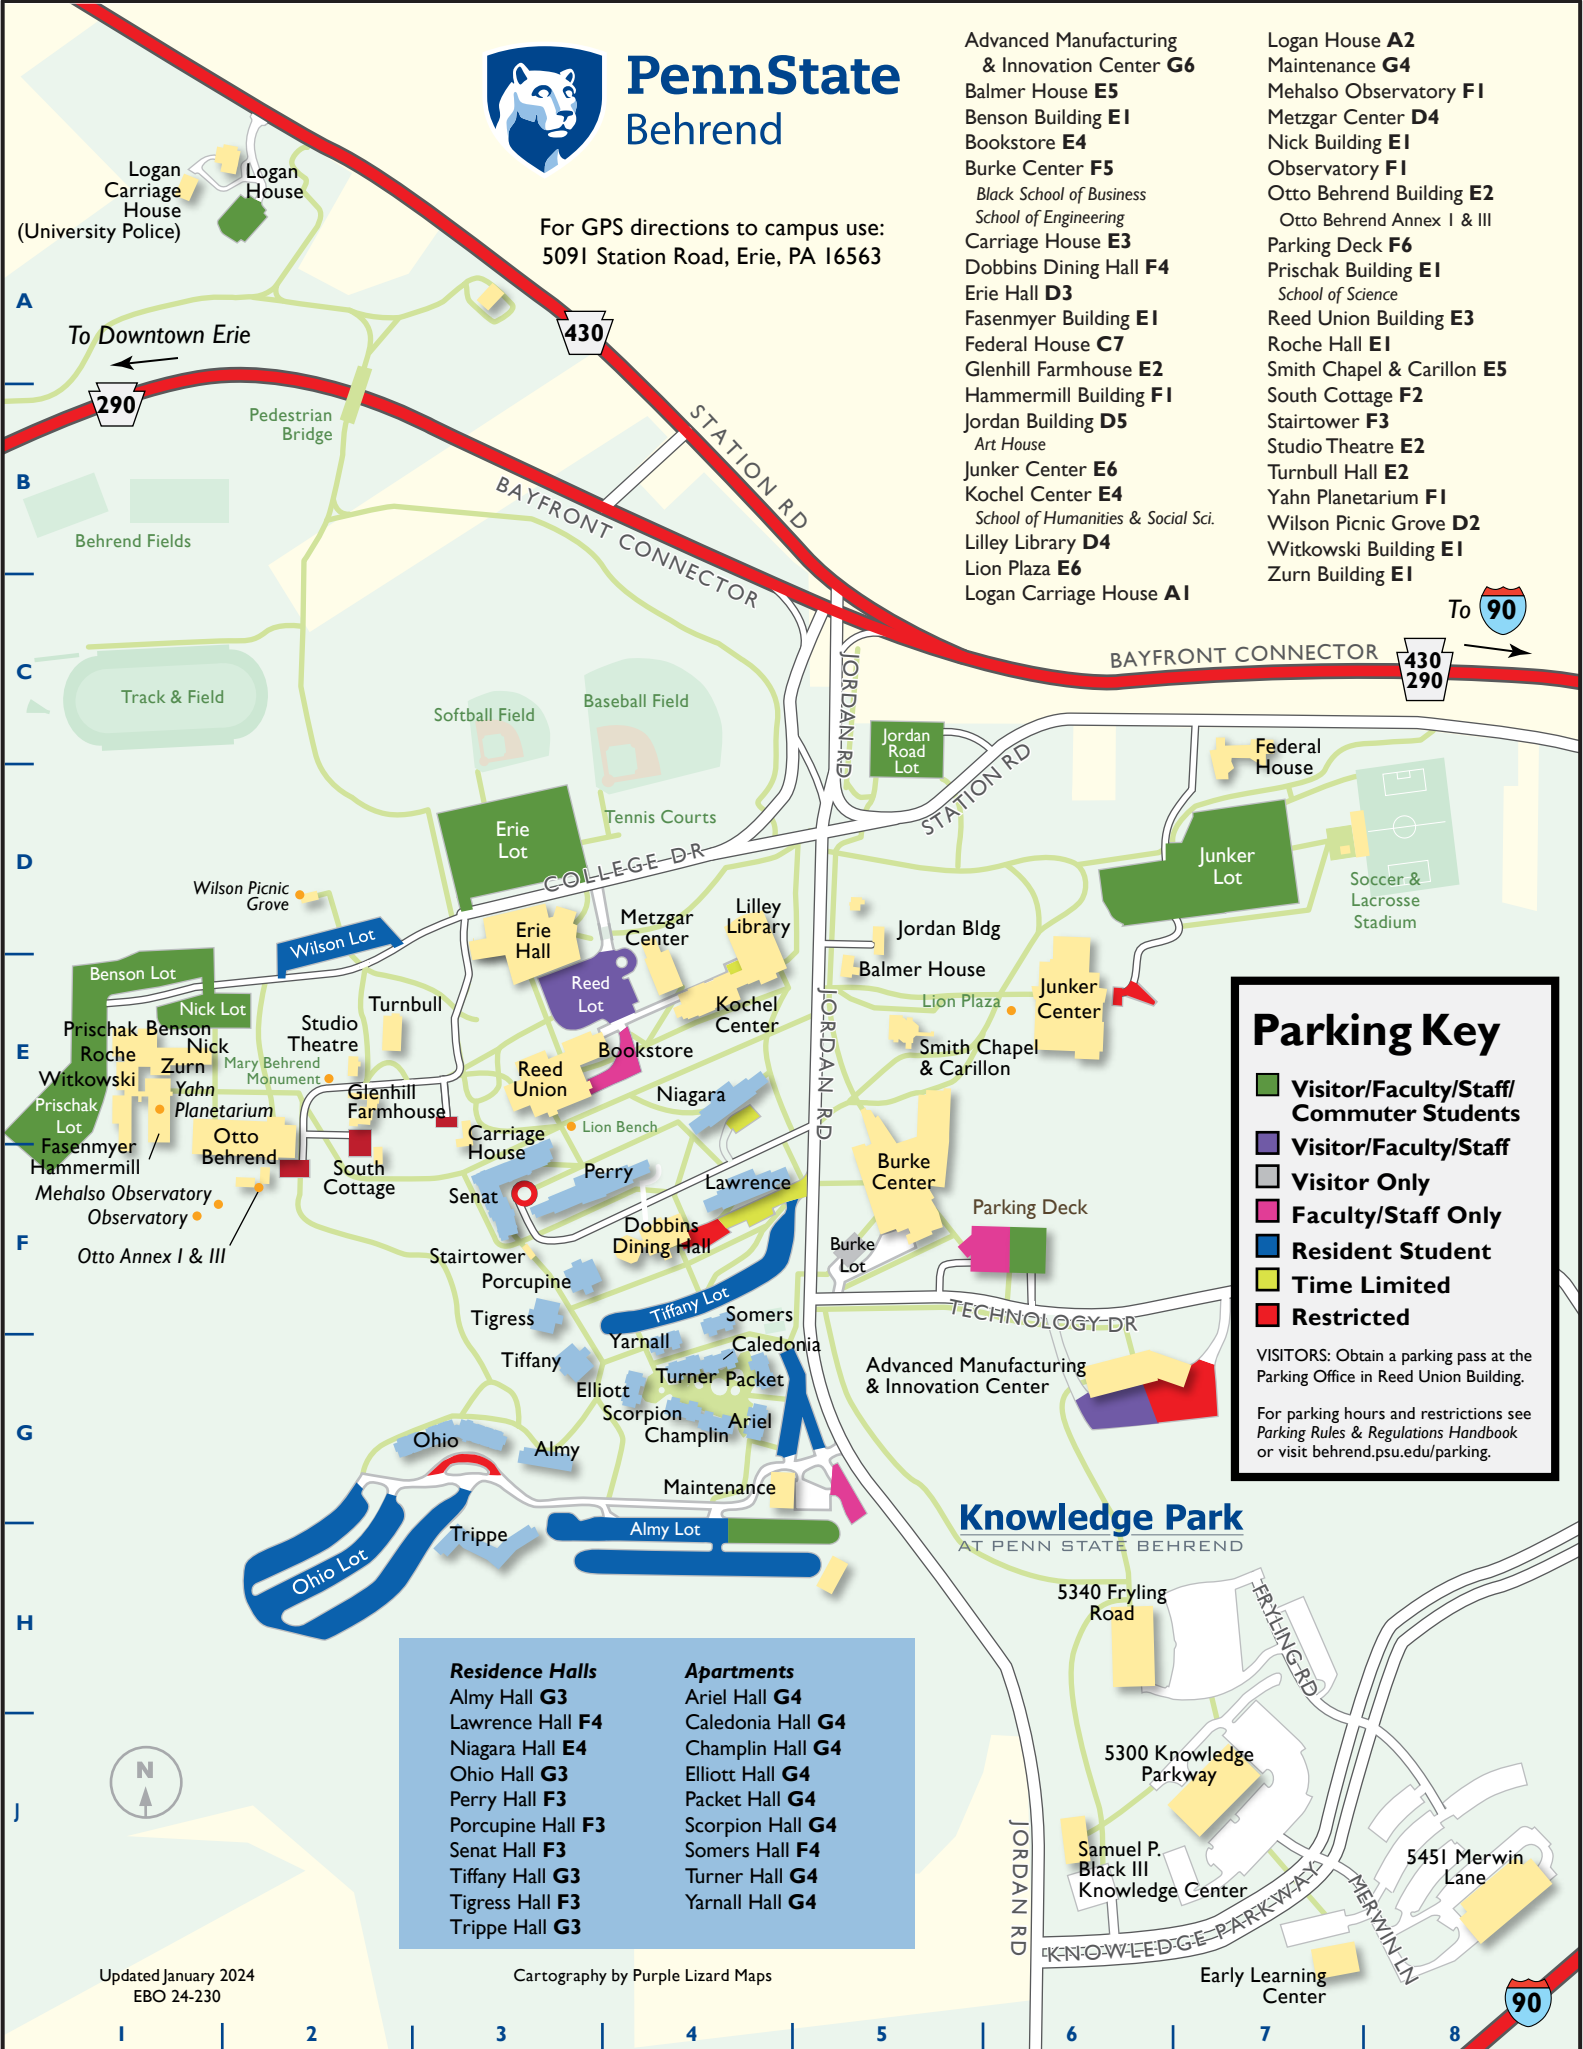 PennState
Behrend
For GPS directions to campus use:
5091 Station Road, Erie, PA 16563
Advanced Manufacturing
& Innovation Center G6
Balmer House E5
Benson Building E1
Bookstore E4
Burke Center F5
Black School of Business
School of Engineering
Carriage House E3
Dobbins Dining Hall F4
Erie Hall D3
Fasenmyer Building E1
Federal House C7
Glenhill Farmhouse E2
Hammermill Building F1
Jordan Building D5
Art House
Junker Center E6
Kochel Center E4
School of Humanities & Social Sci.
Lilley Library D4
Lion Plaza E6
Logan Carriage House A1
Logan House A2
Maintenance G4
Mehalso Observatory F1
Metzgar Center D4
Nick Building E1
Observatory F1
Otto Behrend Building E2
Otto Behrend Annex I & III
Parking Deck F6
Prischak Building E1
School of Science
Reed Union Building E3
Roche Hall E1
Smith Chapel & Carillon E5
South Cottage F2
Stairtower F3
Studio Theatre E2
Turnbull Hall E2
Yahn Planetarium F1
Wilson Picnic Grove D2
Witkowski Building E1
Zurn Building E1
Logan
Carriage
House
(University Police)
Logan
House
A
To Downtown Erie
430
290
Pedestrian
Bridge
STATION RD
B
BAYFRONT CONNECTOR
Behrend Fields
To 90
BAYFRONT CONNECTOR
430
290
C
Track & Field
Softball Field
Baseball Field
JORDAN RD
Jordan
Road
Lot
STATION RD
Federal
House
Erie
Lot
Tennis Courts
D
COLLEGE DR
Junker
Lot
Soccer &
Lacrosse
Stadium
Wilson Picnic
Grove
Wilson Lot
Erie
Hall
Metzgar
Center
Lilley
Library
Jordan Bldg
Balmer House
Benson Lot
Nick Lot
Reed
Lot
Kochel
Center
Lion Plaza
Junker
Center
Turnbull
Studio
Theatre
Prischak
Benson
Roche
Nick
E
Zurn
Witkowski
Yahn
Planetarium
Mary Behrend
Monument
Glenhill
Farmhouse
Bookstore
Reed
Union
Niagara
JORDAN RD
Smith Chapel
& Carillon
Prischak
Lot
Fasenmyer
Hammermill
Otto
Behrend
South
Cottage
Carriage
House
Lion Bench
Mehalso Observatory
Observatory
Otto Annex I & III
Senat
Perry
Lawrence
Burke
Center
Parking Deck
F
Dobbins
Dining Hall
Stairtower
Burke
Lot
Porcupine
Tiffany Lot
TECHNOLOGY DR
Tigress
Somers
Yarnall
Caledonia
Tiffany
Turner
Packet
Elliott
Advanced Manufacturing
& Innovation Center
Scorpion
Ariel
Champlin
G
Ohio
Almy
Maintenance
Trippe
Almy Lot
Ohio Lot
H
Parking Key
Visitor/Faculty/Staff/
Commuter Students
Visitor/Faculty/Staff
Visitor Only
Faculty/Staff Only
Resident Student
Time Limited
Restricted
VISITORS: Obtain a parking pass at the
Parking Office in Reed Union Building.
For parking hours and restrictions see
Parking Rules & Regulations Handbook
or visit behrend.psu.edu/parking.
Knowledge Park
AT PENN STATE BEHREND
5340 Fryling
Road
FRYLING RD
5300 Knowledge
Parkway
Samuel P.
Black III
Knowledge Center
5451 Merwin
Lane
JORDAN RD
KNOWLEDGE PARKWAY
MERWIN LN
Early Learning
Center
90
Residence Halls
Almy Hall G3
Lawrence Hall F4
Niagara Hall E4
Ohio Hall G3
Perry Hall F3
Porcupine Hall F3
Senat Hall F3
Tiffany Hall G3
Tigress Hall F3
Trippe Hall G3
Apartments
Ariel Hall G4
Caledonia Hall G4
Champlin Hall G4
Elliott Hall G4
Packet Hall G4
Scorpion Hall G4
Somers Hall F4
Turner Hall G4
Yarnall Hall G4
N
J
Updated January 2024
EBO 24-230
Cartography by Purple Lizard Maps
1 2 3 4 5 6 7 8